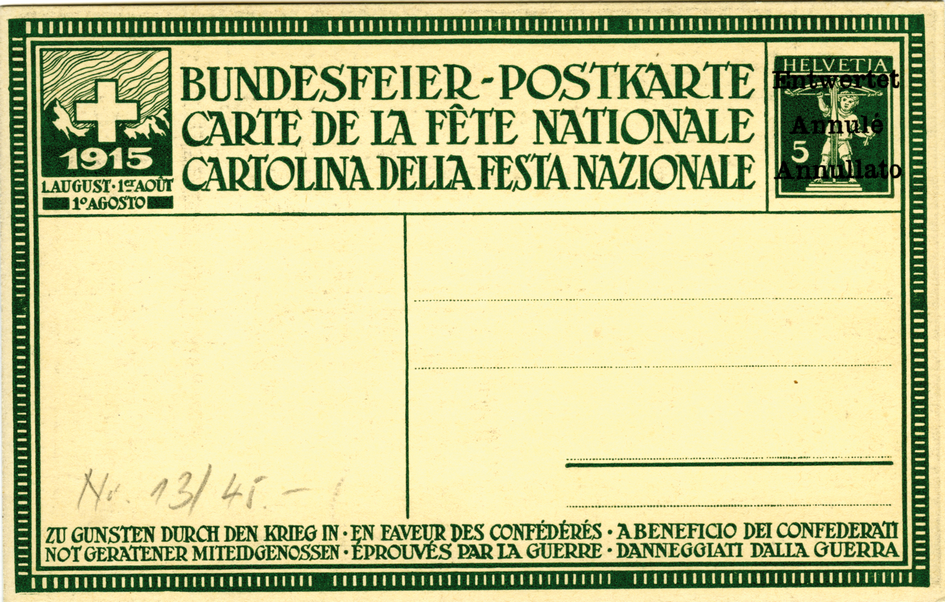 BUNDESFEIER-POSTKARTE
CARTE DE LA FÊTE NATIONALE
CARTOLINA DELLA FESTA NAZIONALE
1915
1.AUGUST·1ER AOÛT
1º AGOSTO
HELVETIA
Entwertet
Annulé
5
Annullato
Nr. 13/45.-
ZU GUNSTEN DURCH DEN KRIEG IN · EN FAVEUR DES CONFÉDÉRÉS · A BENEFICIO DEI CONFEDERATI
NOT GERATENER MITEIDGENOSSEN · ÉPROUVÉS PAR LA GUERRE · DANNEGGIATI DALLA GUERRA